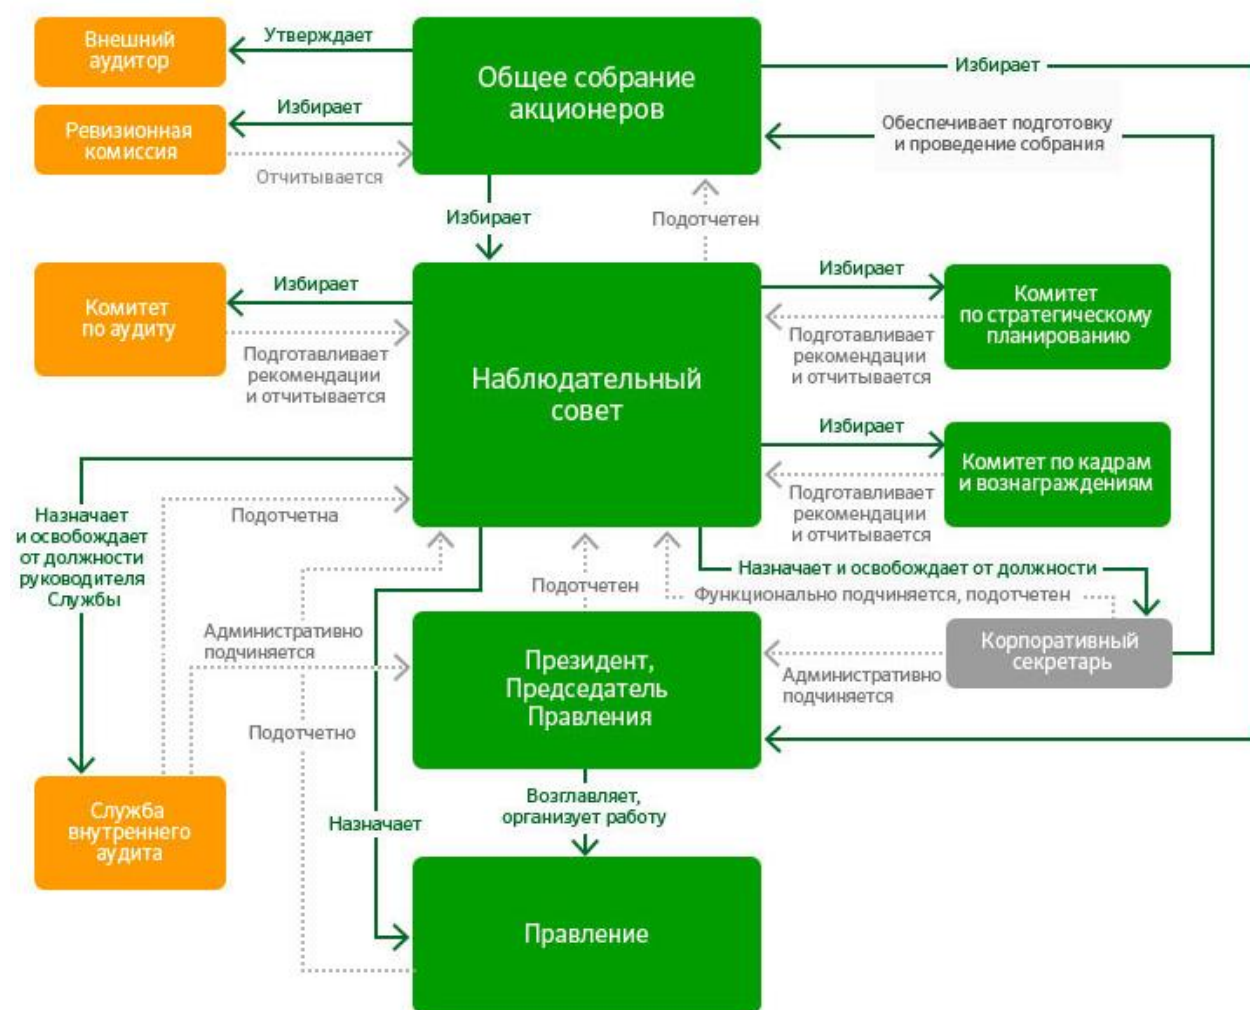 Внешний
аудитор
Утверждает
Общее собрание
акционеров
Избирает
Ревизионная
комиссия
Избирает
Отчитывается
Обеспечивает подготовку
и проведение собрания
Избирает
Подотчетен
Комитет
по аудиту
Избирает
Подготавливает
рекомендации
и отчитывается
Наблюдательный
совет
Избирает
Подготавливает
рекомендации
и отчитывается
Комитет
по стратегическому
планированию
Избирает
Подготавливает
рекомендации
и отчитывается
Комитет по кадрам
и вознаграждениям
Назначает
и освобождает
от должности
руководителя
Службы
Подотчетна
Подотчетен
Назначает и освобождает от должности
Функционально подчиняется, подотчетен
Административно
подчиняется
Президент,
Председатель
Правления
Административно
подчиняется
Корпоративный
секретарь
Подотчетно
Служба
внутреннего
аудита
Назначает
Возглавляет,
организует работу
Правление